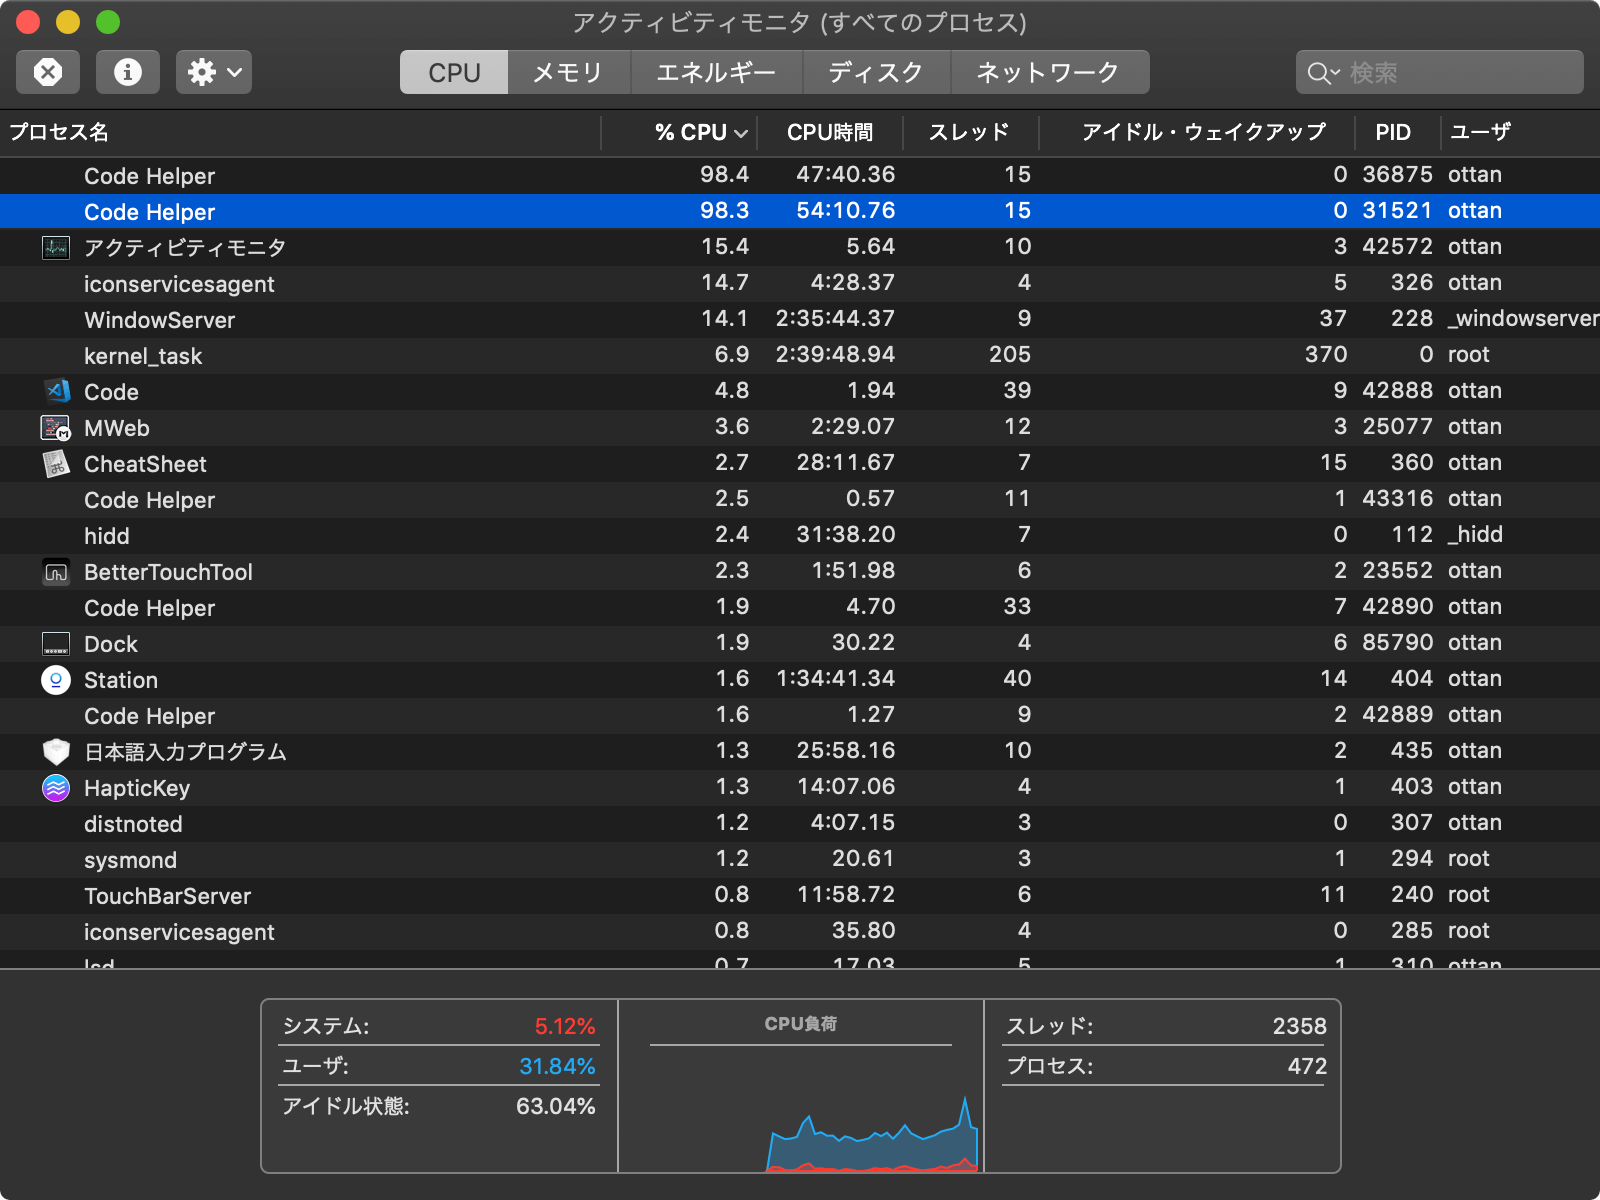 アクティビティモニタ (すべてのプロセス)
CPU メモリ エネルギー ディスク ネットワーク 検索
プロセス名 % CPU CPU時間 スレッド アイドル・ウェイクアップ PID ユーザ
Code Helper 98.4 47:40.36 15 0 36875 ottan
Code Helper 98.3 54:10.76 15 0 31521 ottan
アクティビティモニタ 15.4 5.64 10 3 42572 ottan
iconservicesagent 14.7 4:28.37 4 5 326 ottan
WindowServer 14.1 2:35:44.37 9 37 228 _windowserver
kernel_task 6.9 2:39:48.94 205 370 0 root
Code 4.8 1.94 39 9 42888 ottan
MWeb 3.6 2:29.07 12 3 25077 ottan
CheatSheet 2.7 28:11.67 7 15 360 ottan
Code Helper 2.5 0.57 11 1 43316 ottan
hidd 2.4 31:38.20 7 0 112 _hidd
BetterTouchTool 2.3 1:51.98 6 2 23552 ottan
Code Helper 1.9 4.70 33 7 42890 ottan
Dock 1.9 30.22 4 6 85790 ottan
Station 1.6 1:34:41.34 40 14 404 ottan
Code Helper 1.6 1.27 9 2 42889 ottan
日本語入力プログラム 1.3 25:58.16 10 2 435 ottan
HapticKey 1.3 14:07.06 4 1 403 ottan
distnoted 1.2 4:07.15 3 0 307 ottan
sysmond 1.2 20.61 3 1 294 root
TouchBarServer 0.8 11:58.72 6 11 240 root
iconservicesagent 0.8 35.80 4 0 285 root
lsd 0.7 17.03 5 1 310 ottan
システム: 5.12%
ユーザ: 31.84%
アイドル状態: 63.04%
CPU負荷
スレッド: 2358
プロセス: 472